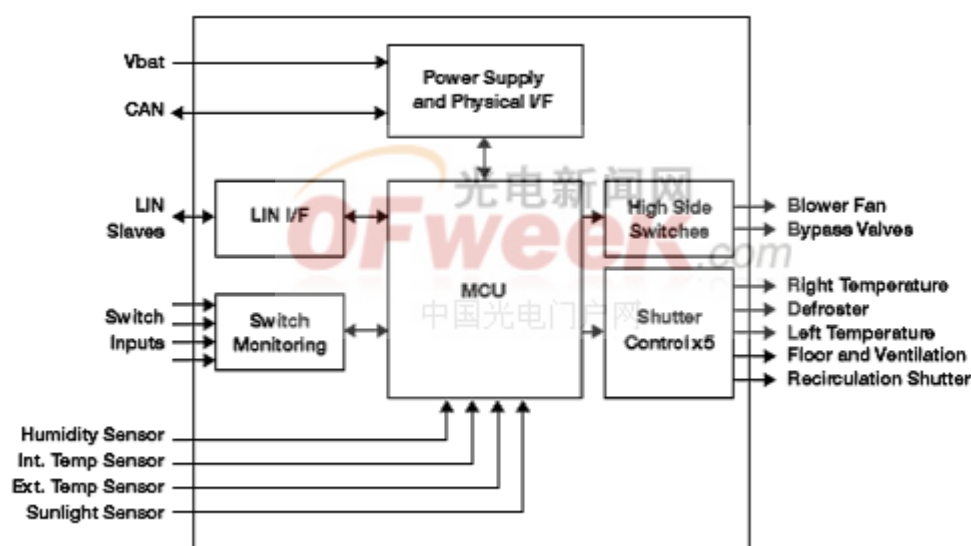 Vbat
CAN
Power Supply
and Physical I/F
LIN
Slaves
LIN I/F
光电新闻网
OFweek.com
中国光电门户网
MCU
High Side
Switches
Blower Fan
Bypass Valves
Switch
Inputs
Switch
Monitoring
Shutter
Control x5
Right Temperature
Defroster
Left Temperature
Floor and Ventilation
Recirculation Shutter
Humidity Sensor
Int. Temp Sensor
Ext. Temp Sensor
Sunlight Sensor